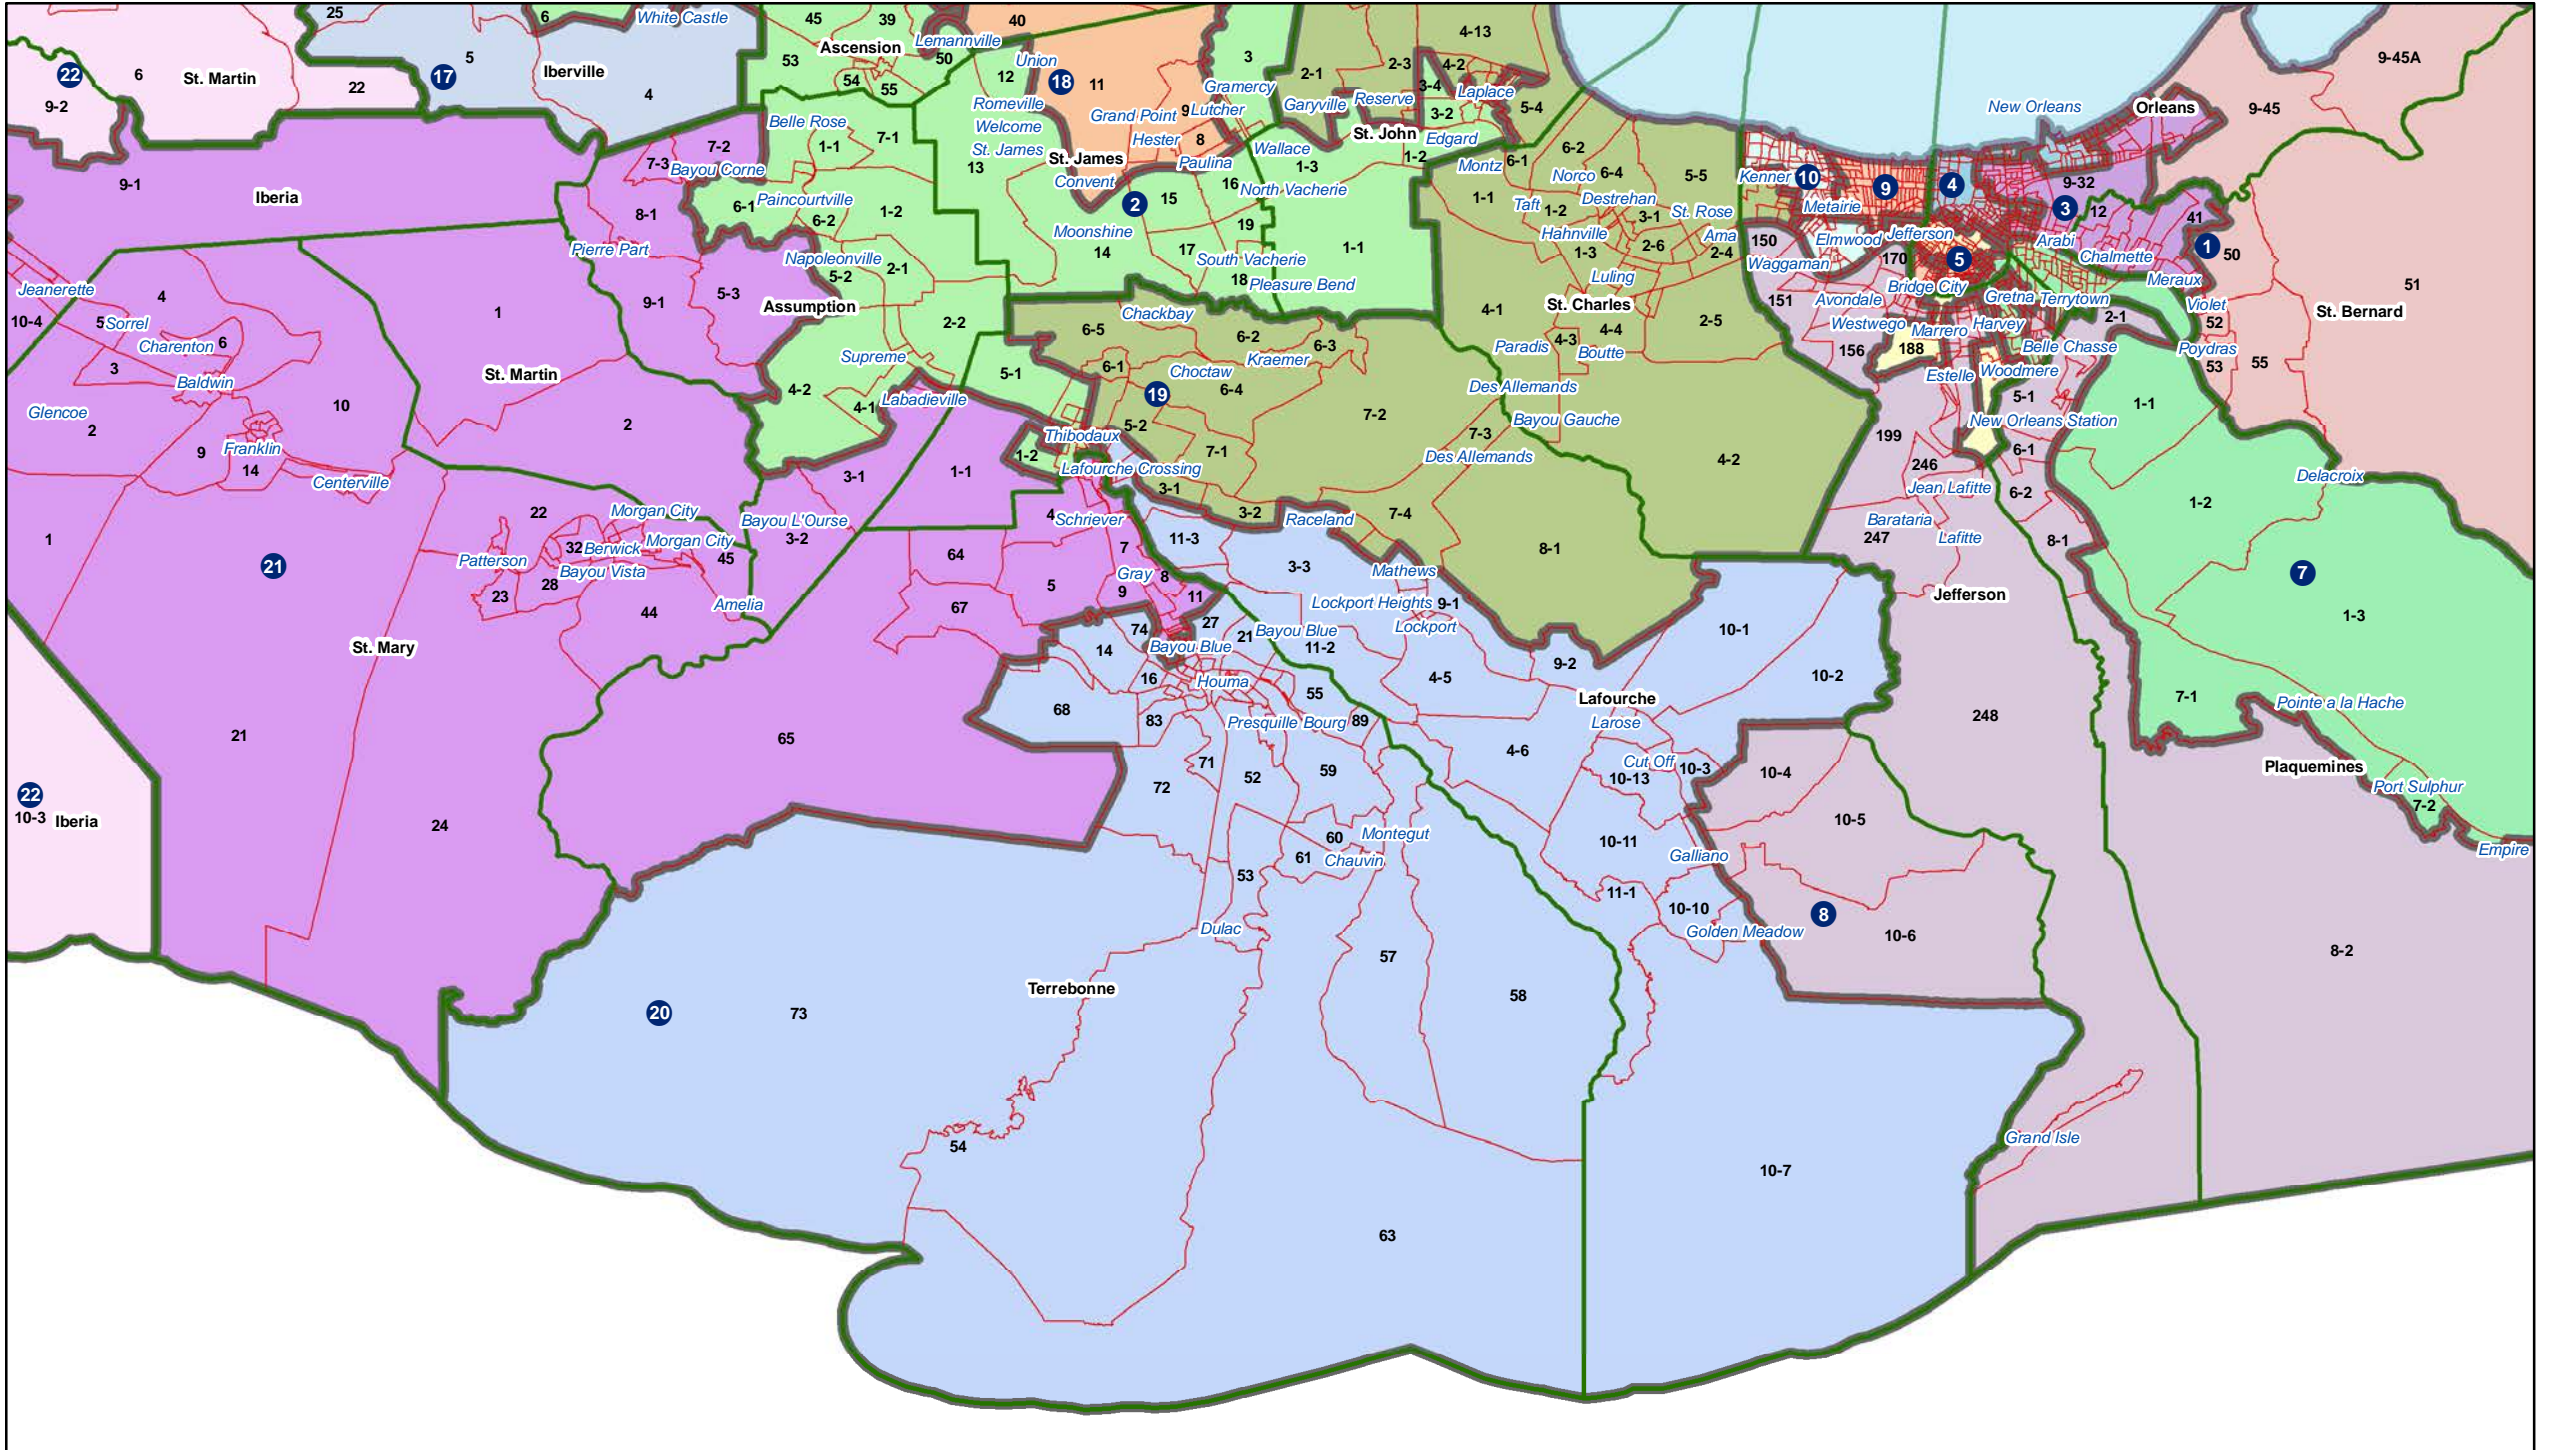 25
6
White Castle
45
39
40
4-13
Lemannville
Ascension
5
9-45A
22
6
St. Martin
17
Iberville
53
50
Union
3
2-1
2-3
4-2
12
18
11
54
55
22
4
9-2
Gramercy
3-4
Laplace
Garyville
Reserve
Romeville
Grand Point
9
Lutcher
3-2
5-4
New Orleans
Orleans
9-45
Belle Rose
Welcome
Hester
8
St. John
Edgard
7-2
1-1
7-1
St. James
St. James
Paulina
Wallace
1-3
1-2
Montz
6-1
6-2
7-3
Bayou Corne
13
Convent
Norco
6-4
5-5
Kenner
10
9
4
9-32
9-1
Iberia
16
North Vacherie
Paincourtville
6-1
6-2
1-2
2
15
1-1
Taft
1-2
Destrehan
3-1
St. Rose
Metairie
3
12
41
8-1
19
Moonshine
14
17
Hahnville
2-6
Ama
150
Elmwood
Jefferson
Arabi
1
50
Pierre Part
Napoleonville
5-2
2-1
South Vacherie
18
Pleasure Bend
1-1
1-3
2-4
Waggaman
170
5
Chalmette
Meraux
Luling
Bridge City
51
Jeanerette
4
1
9-1
5-3
Assumption
St. Charles
4-1
151
Avondale
Gretna
Terrytown
Violet
St. Bernard
10-4
5
Sorrel
2-2
Chackbay
6-5
6-2
4-4
2-5
Westwego
Marrero
Harvey
2-1
52
Charenton
6
Supreme
6-3
Kraemer
Paradis
4-3
Boutte
156
188
Belle Chasse
Poydras
53
55
3
Baldwin
St. Martin
5-1
6-1
Choctaw
19
6-4
Des Allemands
Estelle
Woodmere
4-2
4-1
Labadieville
5-1
1-1
Glencoe
2
10
2
7-2
5-2
Bayou Gauche
New Orleans Station
7-3
Thibodaux
199
9
Franklin
14
1-2
7-1
Des Allemands
4-2
6-1
Centerville
3-1
1-1
Lafourche Crossing
246
Delacroix
3-1
Jean Lafitte
6-2
1-2
22
Morgan City
Bayou L'Ourse
3-2
4
Schriever
3-2
Raceland
7-4
Barataria
247
Lafitte
1
32
Berwick
Morgan City
11-3
8-1
8-1
21
Patterson
28
Bayou Vista
45
64
7
3-3
Mathews
7
23
Gray
8
5
9
11
Jefferson
44
Amelia
67
Lockport Heights
9-1
1-3
St. Mary
74
27
21
Bayou Blue
11-2
Lockport
10-1
14
Bayou Blue
9-2
16
Houma
4-5
10-2
55
Lafourche
7-1
Pointe a la Hache
68
83
Presquille
Bourg
89
Larose
248
21
65
4-6
71
Cut Off
10-3
10-4
Plaquemines
52
59
10-13
72
Port Sulphur
7-2
22
10-3
Iberia
24
10-5
60
Montegut
10-11
61
Chauvin
Galliano
Empire
53
11-1
10-10
8
Dulac
Golden Meadow
10-6
57
8-2
Terrebonne
58
20
73
Grand Isle
54
10-7
63